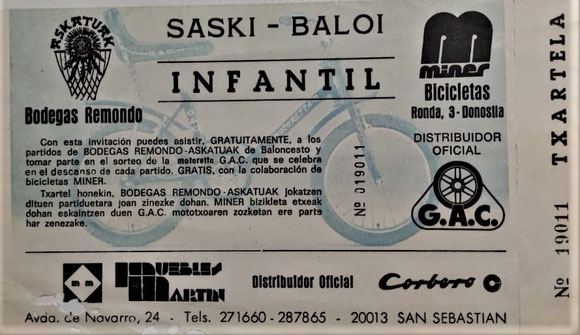 ASKATUAK
SASKI - BALOI
INFANTIL
Bodegas Remondo
miner
Bicicletas
Ronda, 3 - Donostia
DISTRIBUIDOR
OFICIAL
G.A.C.
Con esta invitación puedes asistir, GRATUITAMENTE, a los
partidos de BODEGAS REMONDO-ASKATUAK de Baloncesto y
tomar parte en el sorteo de la motoretta G.A.C. que se celebra
en el descanso de cada partido. GRATIS, con la colaboración de
bicicletas MINER.
Txartel honekin, BODEGAS REMONDO - ASKATUAK jokatzen
dituen partiduetara joan zinezke dohan. MINER bizikleta etxeak
dohan eskaintzen duen G.A.C. mototxoaren zozketan ere parte
har zenezake.
Nº 019011
MUEBLES
MARTIN
Distribuidor Oficial
Corbero
Avda. de Navarro, 24 - Tels. 271660 - 287865 - 20013 SAN SEBASTIAN
Nº 19011 TXARTELA